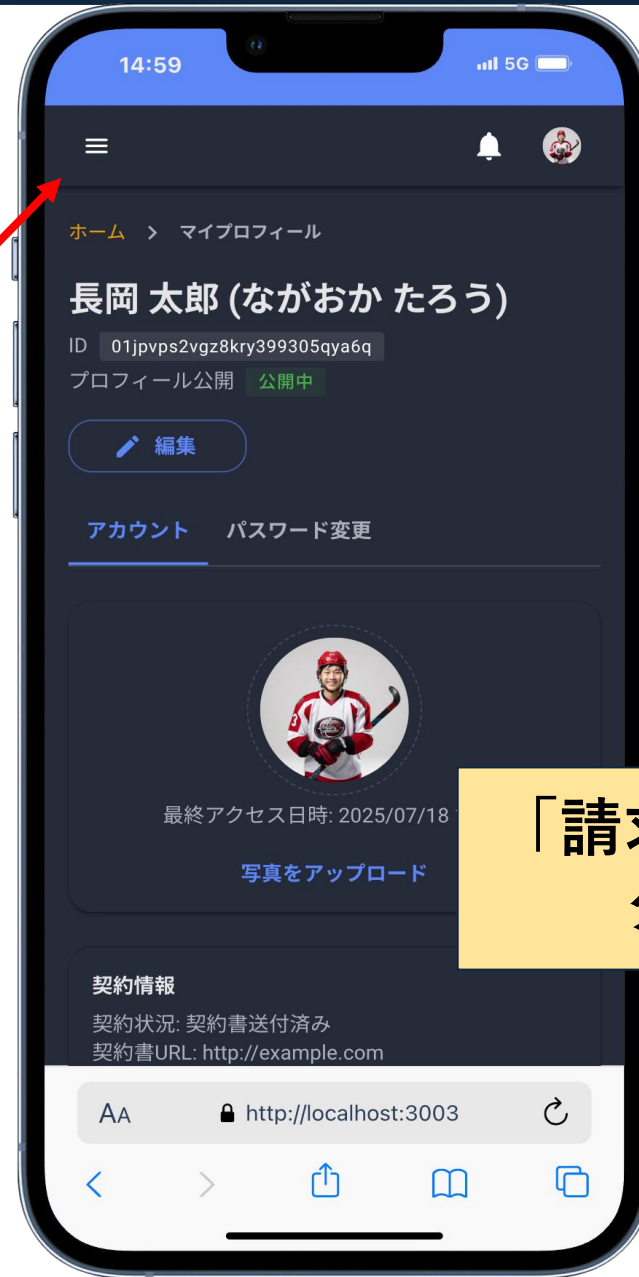 14:59
5G
ホーム > マイプロフィール
長岡 太郎 (ながおか たろう)
ID 01jpvps2vgz8kry399305qya6q
プロフィール公開 公開中
編集
アカウント パスワード変更
最終アクセス日時: 2025/07/18
写真をアップロード
「請
契約情報
契約状況: 契約書送付済み
契約書URL: http://example.com
AA http://localhost:3003